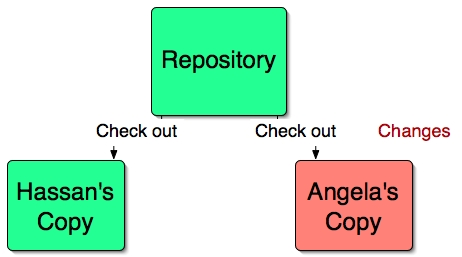 Repository
Check out
Check out
Changes
Hassan's
Copy
Angela's
Copy